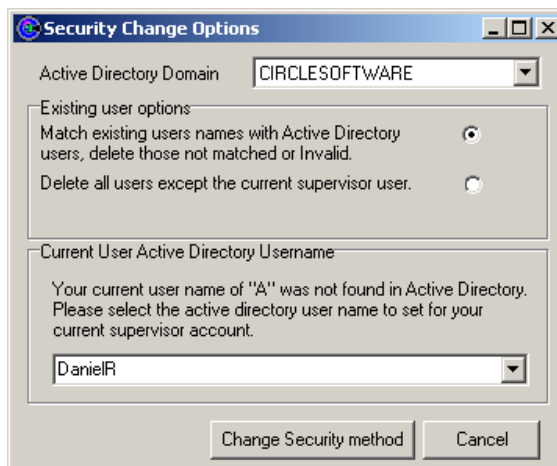 Security Change Options
Active Directory Domain CIRCLESOFTWARE
Existing user options
Match existing users names with Active Directory
users, delete those not matched or Invalid.
Delete all users except the current supervisor user.
Current User Active Directory Username
Your current user name of "A" was not found in Active Directory.
Please select the active directory user name to set for your
current supervisor account.
DanielR
Change Security method Cancel